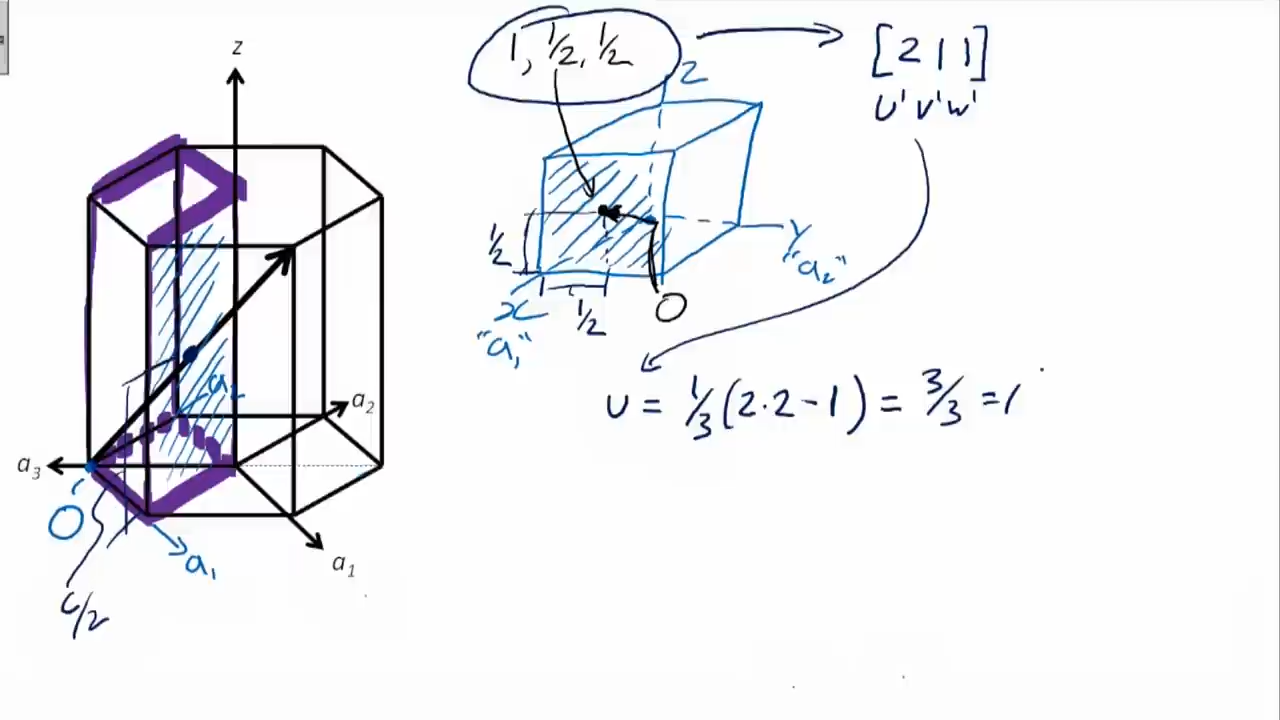 z
1, 1/2, 1/2
[2 1 1]
U' V' W'
z
1/2
y
"a2"
x
"a1"
1/2
O
a2
a2
a3
O
a1
a1
c/2
U = 1/3 (2·2-1) = 3/3 = 1